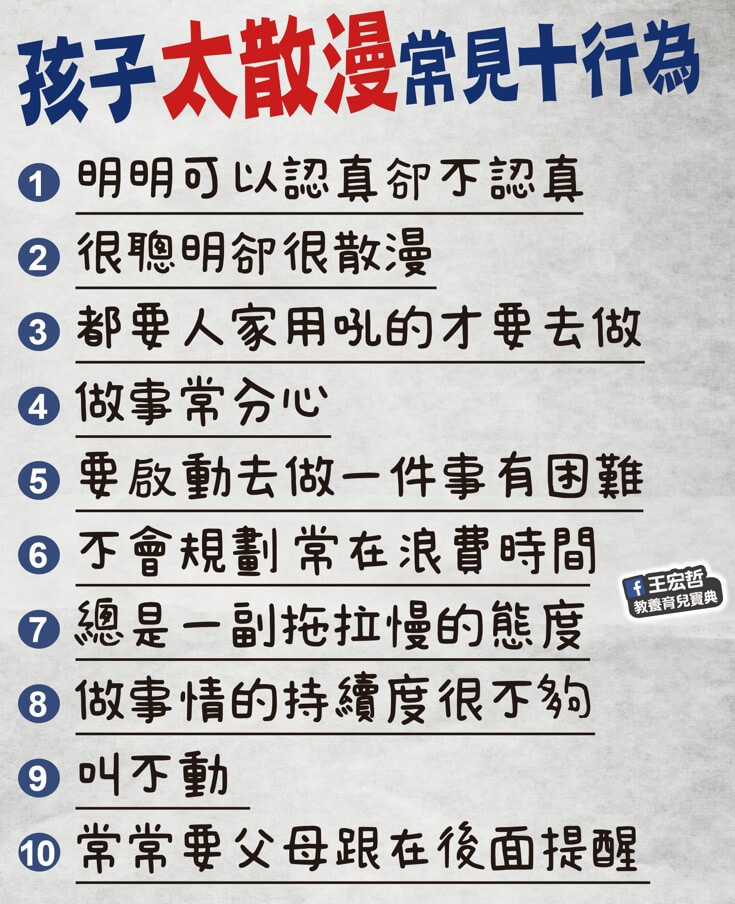 孩子太散漫常見十行為
1 明明可以認真卻不認真
2 很聰明卻很散漫
3 都要人家用吼的才要去做
4 做事常分心
5 要啟動去做一件事有困難
6 不會規劃常在浪費時間
f 王宏哲
教養育兒寶典
7 總是一副拖拉慢的態度
8 做事情的持續度很不夠
9 叫不動
10 常常要父母跟在後面提醒